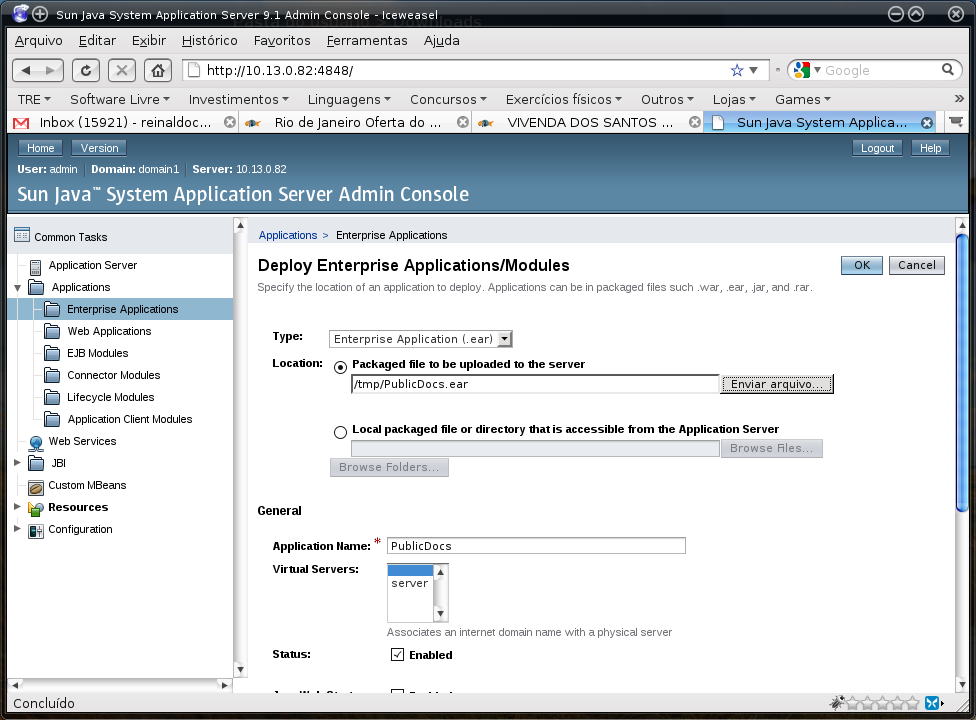 Sun Java System Application Server 9.1 Admin Console - Iceweasel
Arquivo Editar Exibir Histórico Favoritos Ferramentas Ajuda
http://10.13.0.82:4848/ Google
TRE Software Livre Investimentos Linguagens Concursos Exercícios físicos Outros Lojas Games »
Inbox (15921) - reinaldoc... Rio de Janeiro Oferta do ... VIVENDA DOS SANTOS ... Sun Java System Applica...
Home Version Logout Help
User: admin Domain: domain1 Server: 10.13.0.82
Sun Java™ System Application Server Admin Console
Common Tasks
Application Server
Applications
Enterprise Applications
Web Applications
EJB Modules
Connector Modules
Lifecycle Modules
Application Client Modules
Web Services
JBI
Custom MBeans
Resources
Configuration
Applications > Enterprise Applications
Deploy Enterprise Applications/Modules OK Cancel
Specify the location of an application to deploy. Applications can be in packaged files such .war, .ear, .jar, and .rar.
Type: Enterprise Application (.ear)
Location: Packaged file to be uploaded to the server
/tmp/PublicDocs.ear Enviar arquivo...
Local packaged file or directory that is accessible from the Application Server
Browse Files...
Browse Folders...
General
Application Name: * PublicDocs
Virtual Servers:
server
Associates an internet domain name with a physical server
Status: Enabled
Concluído